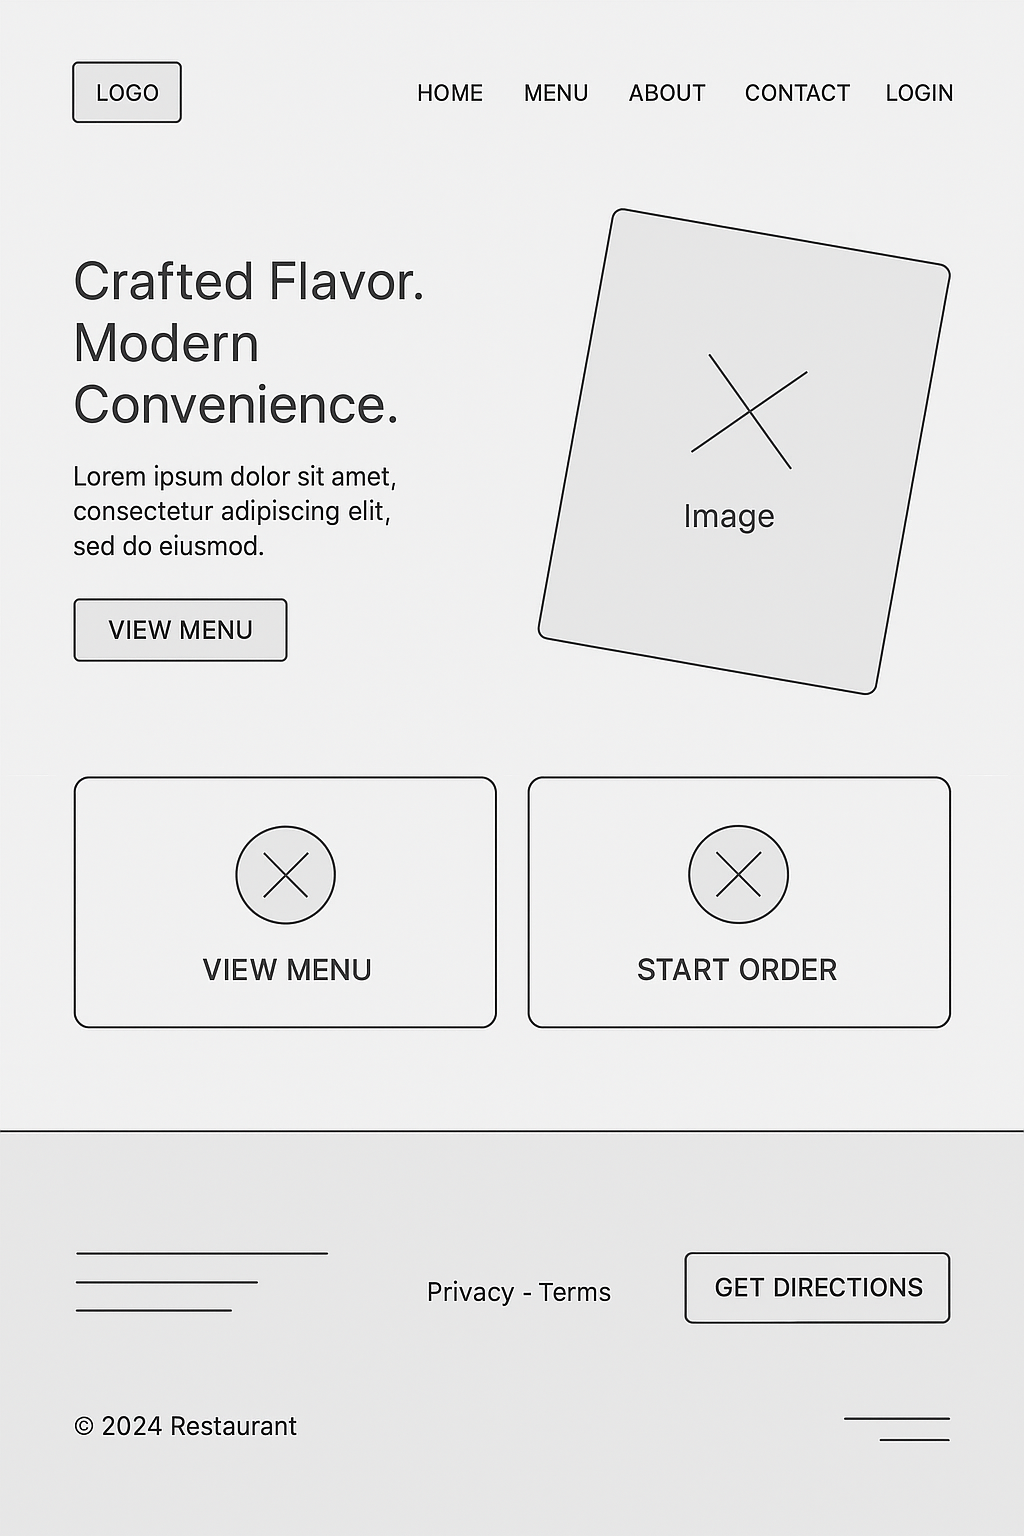 LOGO
HOME MENU ABOUT CONTACT LOGIN
Crafted Flavor.
Modern
Convenience.
Lorem ipsum dolor sit amet,
consectetur adipiscing elit,
sed do eiusmod.
VIEW MENU
Image
VIEW MENU
START ORDER
Privacy - Terms
GET DIRECTIONS
© 2024 Restaurant